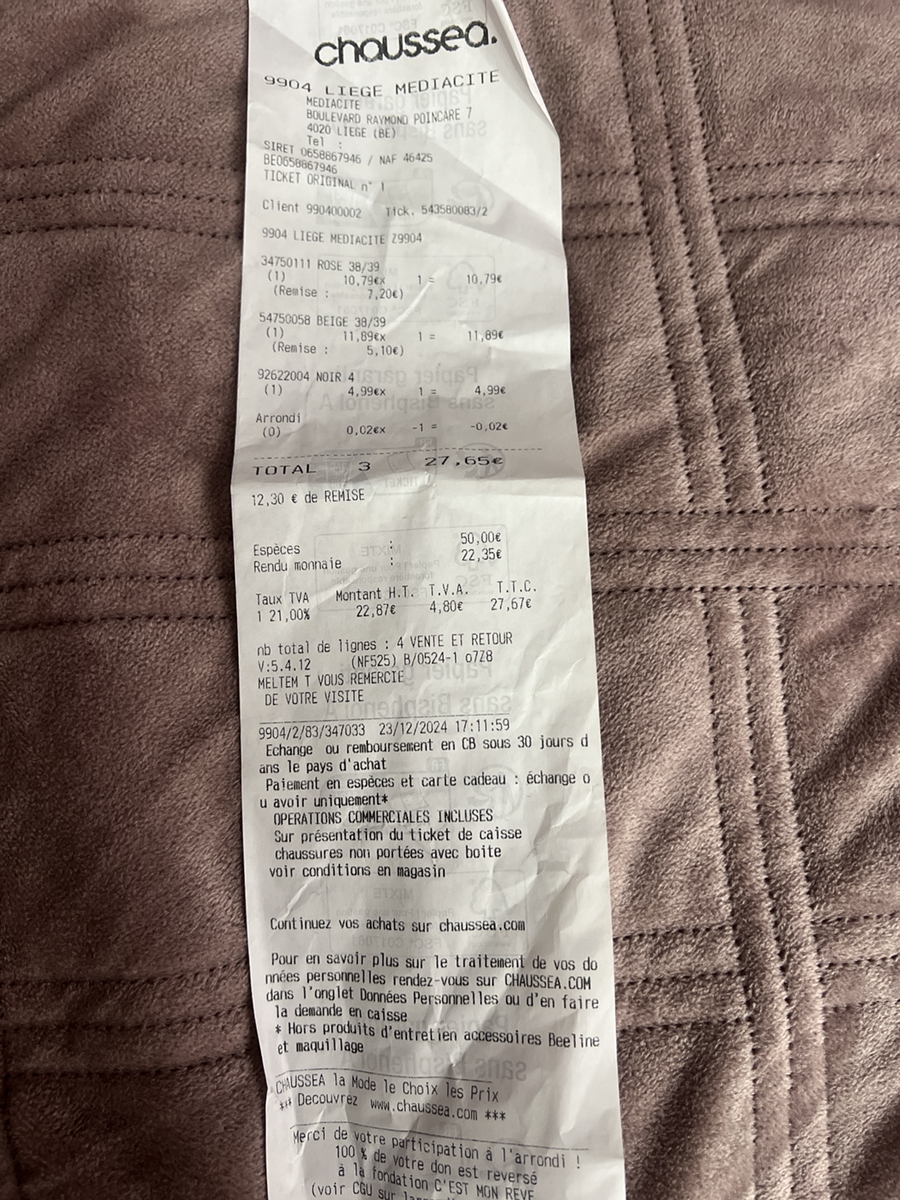 chaussea.
9904 LIEGE MEDIACITE
MEDIACITE
BOULEVARD RAYMOND POINCARE 7
4020 LIEGE (BE)
Tel :
SIRET 0658867946 / NAF 46425
BE0658867946
TICKET ORIGINAL n° 1
Client 990400002 Tick. 543580083/2
9904 LIEGE MEDIACITE Z9904
34750111 ROSE 38/39
(1) 10,79€x 1 = 10,79€
(Remise : 7,20€)
54750058 BEIGE 38/39
(1) 11,89€x 1 = 11,89€
(Remise : 5,10€)
92622004 NOIR 4
(1) 4,99€x 1 = 4,99€
Arrondi
(0) 0,02€x -1 = -0,02€
TOTAL 3 27,65€
12,30 € de REMISE
Espèces : 50,00€
Rendu monnaie : 22,35€
Taux TVA Montant H.T. T.V.A. T.T.C.
1 21,00% 22,87€ 4,80€ 27,67€
nb total de lignes : 4 VENTE ET RETOUR
V:5.4.12 (NF525) B/0524-1 o7Z8
MELTEM T VOUS REMERCIE
DE VOTRE VISITE
9904/2/83/347033 23/12/2024 17:11:59
Echange ou remboursement en CB sous 30 jours d
ans le pays d'achat
Paiement en espèces et carte cadeau : échange o
u avoir uniquement*
OPERATIONS COMMERCIALES INCLUSES
Sur présentation du ticket de caisse
chaussures non portées avec boite
voir conditions en magasin
Continuez vos achats sur chaussea.com
Pour en savoir plus sur le traitement de vos do
nnées personnelles rendez-vous sur CHAUSSEA.COM
dans l'onglet Données Personnelles ou d'en faire
la demande en caisse
* Hors produits d'entretien accessoires Beeline
et maquillage
CHAUSSEA la Mode le Choix les Prix
*** Decouvrez www.chaussea.com ***
Merci de votre participation à l'arrondi !
100 % de votre don est reversé
à la fondation C'EST MON REVE
(voir CGU sur